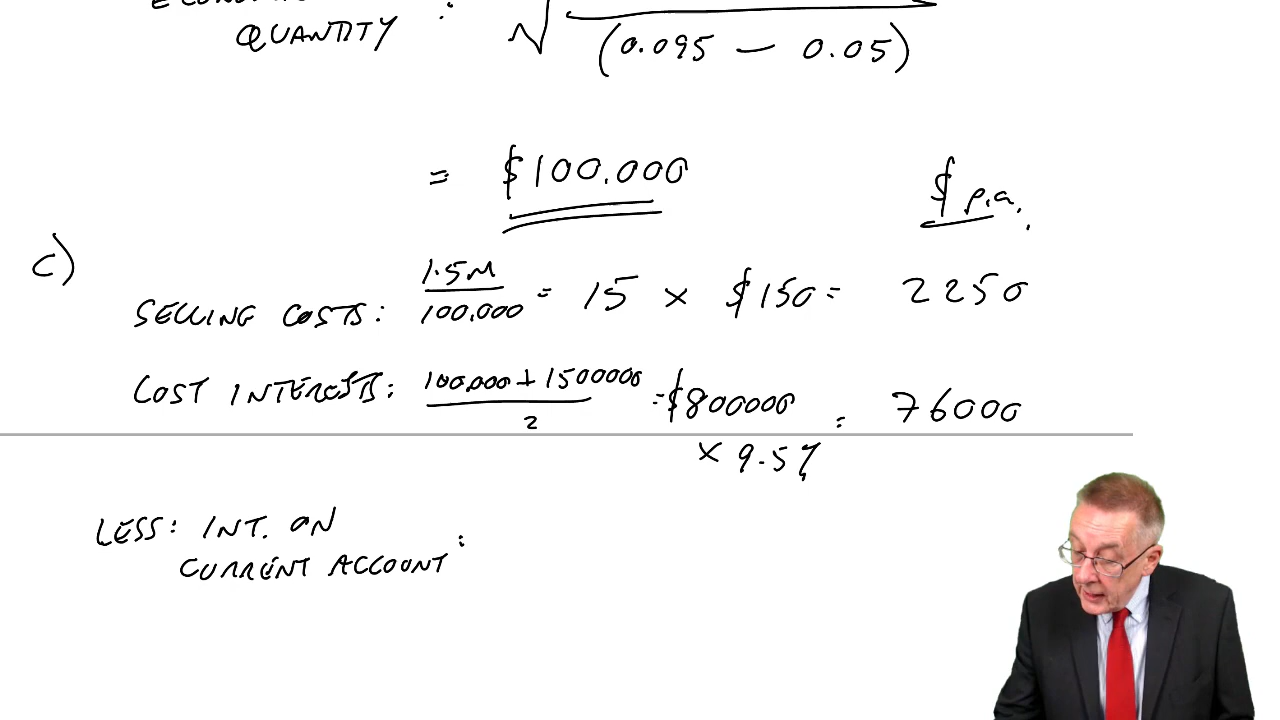 QUANTITY : √
(0.095 – 0.05)
= $100.000
$ p.a.
c)
SELLING COSTS: 1.5M / 100,000 = 15 × $150 = 2250
COST INTERESTS: 100,000 + 1500000 / 2 = $800000 × 9.5% = 76000
LESS: INT. ON
CURRENT ACCOUNT :